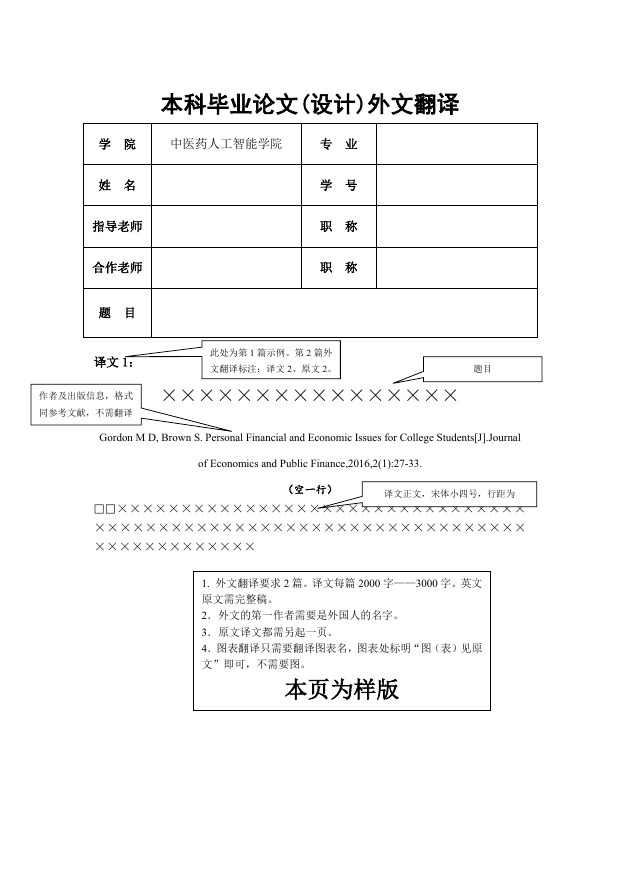 本科毕业论文(设计)外文翻译
学 院 中医药人工智能学院 专 业
姓 名 学 号
指导老师 职 称
合作老师 职 称
题 目
此处为第 1 篇示例。第 2 篇外
文翻译标注：译文 2、原文 2。
译文 1：
题目
作者及出版信息，格式
同参考文献，不需翻译
××××××××××××××××
Gordon M D, Brown S. Personal Financial and Economic Issues for College Students[J].Journal
of Economics and Public Finance,2016,2(1):27-33.
（空一行）
译文正文，宋体小四号，行距为
□□×××××××××××××××××××××××××××××××××××
×××××××××××××××××××××××××××××××××××××
××××××××××××××
1. 外文翻译要求 2 篇。译文每篇 2000 字——3000 字。英文
原文需完整稿。
2．外文的第一作者需要是外国人的名字。
3．原文译文都需另起一页。
4．图表翻译只需要翻译图表名，图表处标明“图（表）见原
文”即可，不需要图。
本页为样版